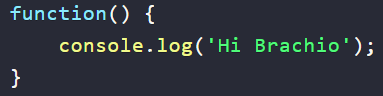 function() {
    console.log('Hi Brachio');
}